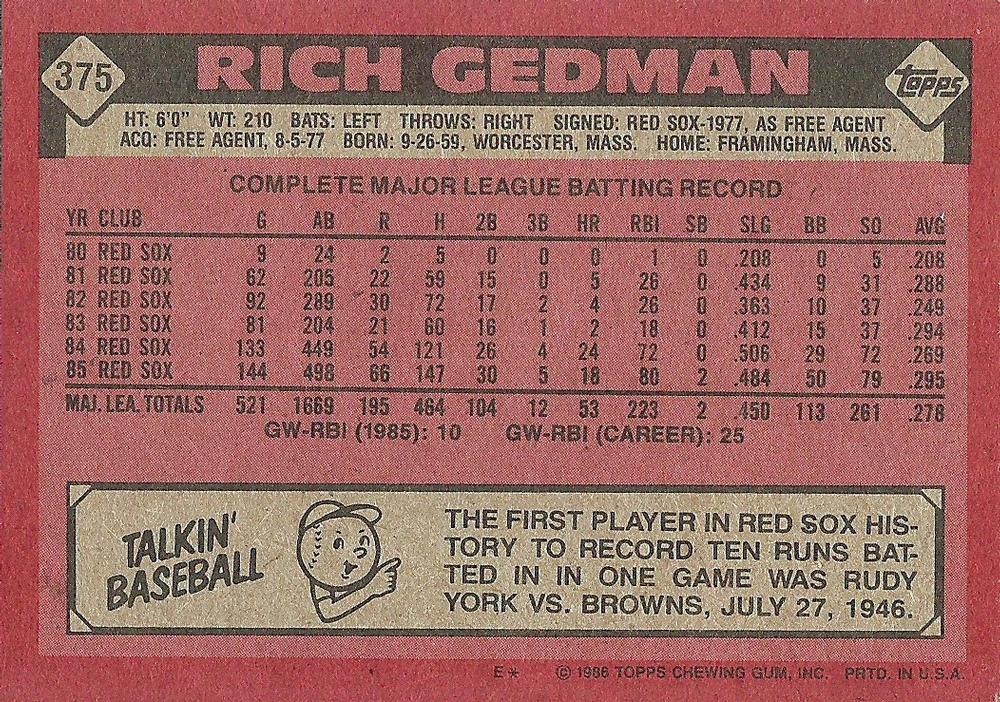 375 RICH GEDMAN topps
HT: 6'0" WT: 210 BATS: LEFT THROWS: RIGHT SIGNED: RED SOX-1977, AS FREE AGENT
ACQ: FREE AGENT, 8-5-77 BORN: 9-26-59, WORCESTER, MASS. HOME: FRAMINGHAM, MASS.
COMPLETE MAJOR LEAGUE BATTING RECORD
YR CLUB G AB R H 2B 3B HR RBI SB SLG BB SO AVG
80 RED SOX 9 24 2 5 0 0 0 1 0 .208 0 5 .208
81 RED SOX 62 205 22 59 15 0 5 26 0 .434 9 31 .288
82 RED SOX 92 289 30 72 17 2 4 26 0 .363 10 37 .249
83 RED SOX 81 204 21 60 16 1 2 18 0 .412 15 37 .294
84 RED SOX 133 449 54 121 26 4 24 72 0 .506 29 72 .269
85 RED SOX 144 498 66 147 30 5 18 80 2 .484 50 79 .295
MAJ. LEA. TOTALS 521 1669 195 464 104 12 53 223 2 .450 113 261 .278
GW-RBI (1985): 10 GW-RBI (CAREER): 25
TALKIN'
BASEBALL
THE FIRST PLAYER IN RED SOX HIS-
TORY TO RECORD TEN RUNS BAT-
TED IN IN ONE GAME WAS RUDY
YORK VS. BROWNS, JULY 27, 1946.
E* © 1986 TOPPS CHEWING GUM, INC. PRTD. IN U.S.A.